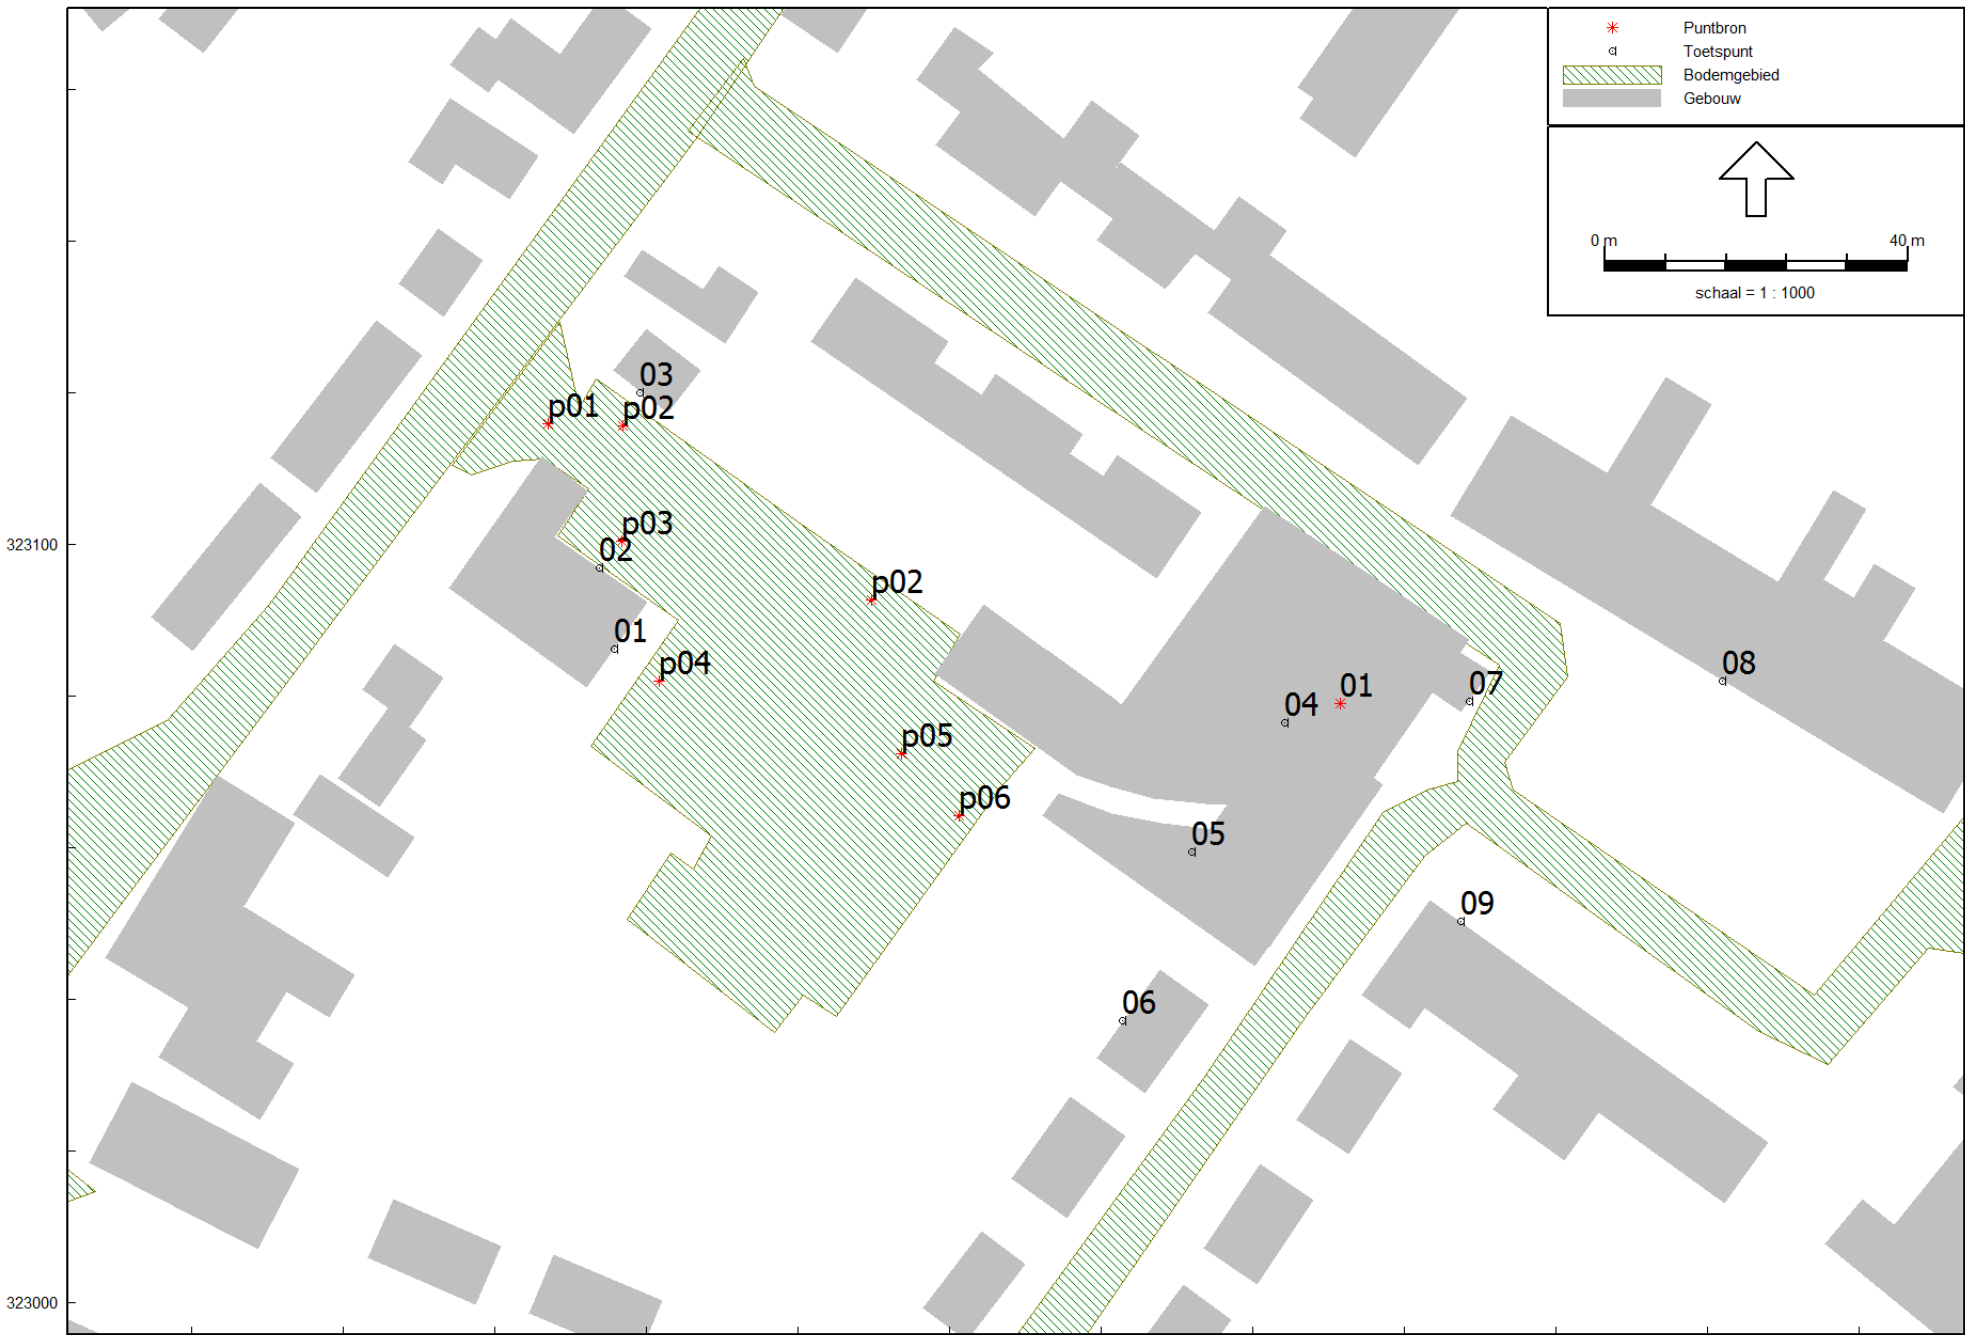 Puntbron
Toetspunt
Bodemgebied
Gebouw
0 m 40 m
schaal = 1 : 1000
03
p01 p02
p03
02
323100
p02
01
p04
08
07
01
04
p05
p06
05
09
06
323000